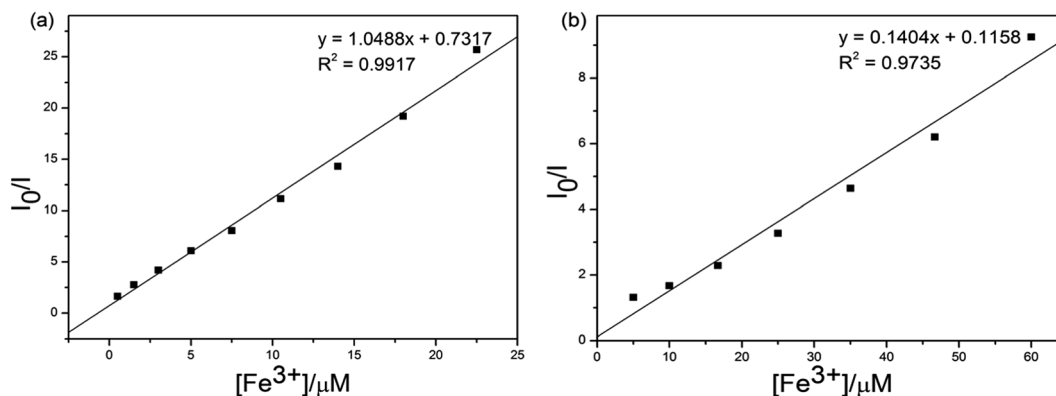 (a)
y = 1.0488x + 0.7317
R² = 0.9917
25
20
15
10
5
0
I₀/I
0 5 10 15 20 25
[Fe³⁺]/μM
(b)
y = 0.1404x + 0.1158
R² = 0.9735
8
6
4
2
0
I₀/I
0 10 20 30 40 50 60
[Fe³⁺]/μM